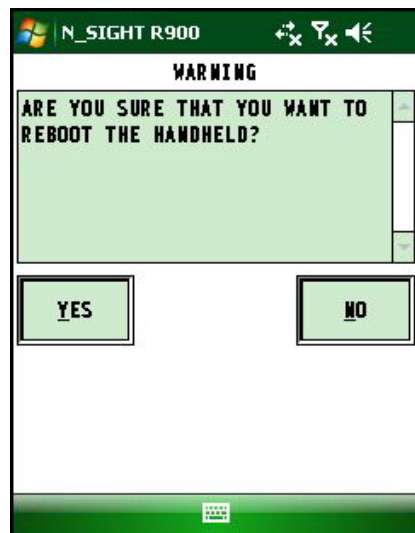 N_SIGHT R900
WARNING
ARE YOU SURE THAT YOU WANT TO
REBOOT THE HANDHELD?
YES
NO